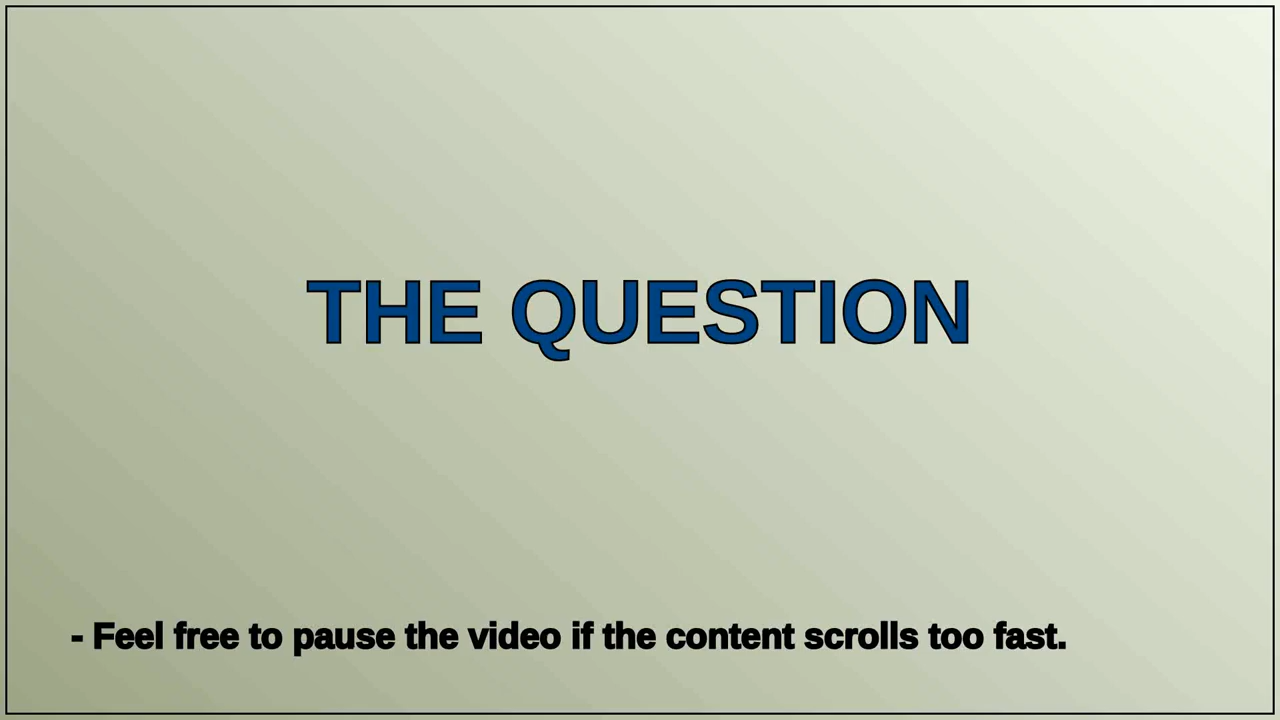 THE QUESTION
- Feel free to pause the video if the content scrolls too fast.